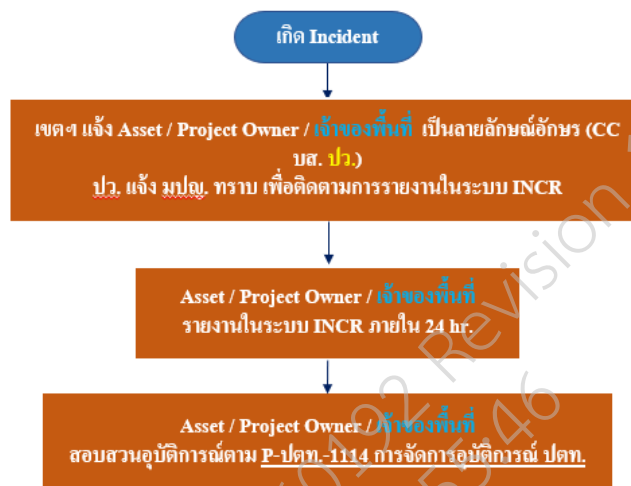 เกิด Incident
เขตฯ แจ้ง Asset / Project Owner / เจ้าของพื้นที่ เป็นลายลักษณ์อักษร (CC
บส. ปว.)
ปว. แจ้ง มปญ. ทราบ เพื่อติดตามการรายงานในระบบ INCR
Asset / Project Owner / เจ้าของพื้นที่
รายงานในระบบ INCR ภายใน 24 hr.
Asset / Project Owner / เจ้าของพื้นที่
สอบสวนอุบัติการณ์ตาม P-ปตท.-1114 การจัดการอุบัติการณ์ ปตท.
0192 Revision
55:46